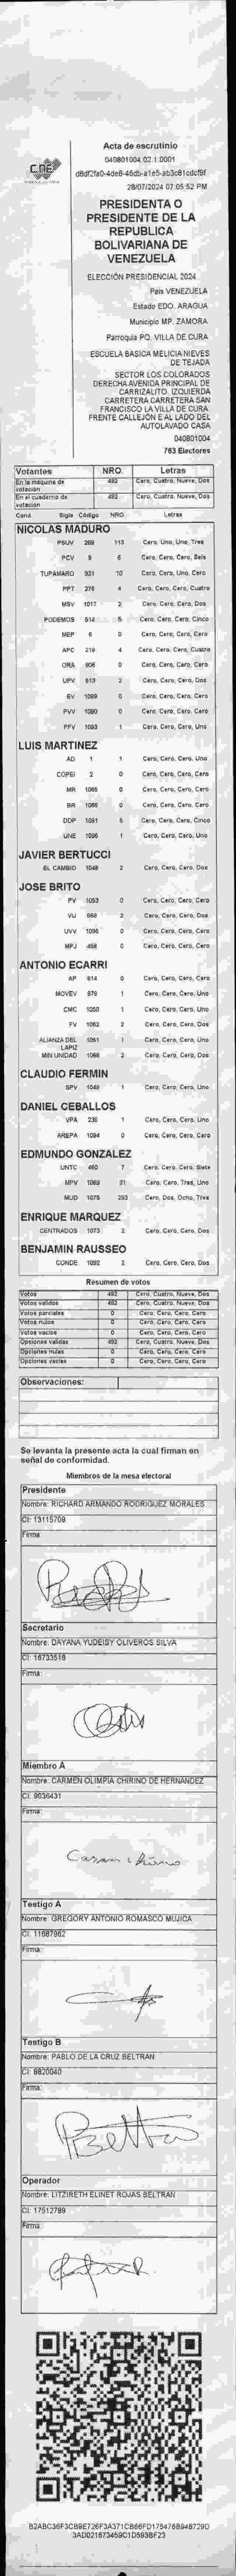 CNE
Acta de escrutinio
040801004.02.1.0001
28/07/2024 07:05:52 PM
PRESIDENTA O
PRESIDENTE DE LA
REPUBLICA
BOLIVARIANA DE
VENEZUELA
ELECCIÓN PRESIDENCIAL 2024
Pais VENEZUELA
Estado EDO. ARAGUA
Municipio MP. ZAMORA
Parroquia PQ. VILLA DE CURA
ESCUELA BASICA MELICIA NIEVES
DE TEJADA
SECTOR LOS COLORADOS
DERECHA AVENIDA PRINCIPAL DE
CARRIZALITO. IZQUIERDA
CARRETERA CARRETERA SAN
FRANCISCO LA VILLA DE CURA.
FRENTE CALLEJON E AL LADO DEL
AUTOLAVADO CASA
040801004
763 Electores
Votantes NRO. Letras
En la máquina de votación 492 Cero, Cuatro, Nueve, Dos
En el cuaderno de votación 492 Cero, Cuatro, Nueve, Dos
Cand. Sigla Código NRO. Letras
NICOLAS MADURO
PSUV 269 113 Cero, Uno, Uno, Tres
PCV 9 6 Cero, Cero, Cero, Seis
TUPAMARO 931 10 Cero, Cero, Uno, Cero
PPT 276 4 Cero, Cero, Cero, Cuatro
MSV 1017 2 Cero, Cero, Cero, Dos
PODEMOS 514 5 Cero, Cero, Cero, Cinco
MEP 6 0 Cero, Cero, Cero, Cero
APC 219 4 Cero, Cero, Cero, Cuatro
ORA 906 0 Cero, Cero, Cero, Cero
UPV 613 2 Cero, Cero, Cero, Dos
EV 1089 0 Cero, Cero, Cero, Cero
PVV 1090 0 Cero, Cero, Cero, Cero
PFV 1093 1 Cero, Cero, Cero, Uno
LUIS MARTINEZ
AD 1 1 Cero, Cero, Cero, Uno
COPEI 2 0 Cero, Cero, Cero, Cero
MR 1065 0 Cero, Cero, Cero, Cero
BR 1066 0 Cero, Cero, Cero, Cero
DDP 1091 5 Cero, Cero, Cero, Cinco
UNE 1096 1 Cero, Cero, Cero, Uno
JAVIER BERTUCCI
EL CAMBIO 1048 2 Cero, Cero, Cero, Dos
JOSE BRITO
PV 1053 0 Cero, Cero, Cero, Cero
VU 868 2 Cero, Cero, Cero, Dos
UVV 1095 0 Cero, Cero, Cero, Cero
MPJ 458 0 Cero, Cero, Cero, Cero
ANTONIO ECARRI
AP 614 0 Cero, Cero, Cero, Cero
MOVEV 979 1 Cero, Cero, Cero, Uno
CMC 1050 1 Cero, Cero, Cero, Uno
FV 1062 2 Cero, Cero, Cero, Dos
ALIANZA DEL LAPIZ 1051 1 Cero, Cero, Cero, Uno
MIN UNIDAD 1068 2 Cero, Cero, Cero, Dos
CLAUDIO FERMIN
SPV 1049 1 Cero, Cero, Cero, Uno
DANIEL CEBALLOS
VPA 236 1 Cero, Cero, Cero, Uno
AREPA 1094 0 Cero, Cero, Cero, Cero
EDMUNDO GONZALEZ
UNTC 460 7 Cero, Cero, Cero, Siete
MPV 1069 31 Cero, Cero, Tres, Uno
MUD 1075 283 Cero, Dos, Ocho, Tres
ENRIQUE MARQUEZ
CENTRADOS 1073 2 Cero, Cero, Cero, Dos
BENJAMIN RAUSSEO
CONDE 1092 2 Cero, Cero, Cero, Dos
Resumen de votos
Votos 492 Cero, Cuatro, Nueve, Dos
Votos validos 492 Cero, Cuatro, Nueve, Dos
Votos parciales 0 Cero, Cero, Cero, Cero
Votos nulos 0 Cero, Cero, Cero, Cero
Votos vacios 0 Cero, Cero, Cero, Cero
Opciones validas 492 Cero, Cuatro, Nueve, Dos
Opciones nulas 0 Cero, Cero, Cero, Cero
Opciones vacias 0 Cero, Cero, Cero, Cero
Observaciones:
Se levanta la presente acta la cual firman en
señal de conformidad.
Miembros de la mesa electoral
Presidente
Nombre: RICHARD ARMANDO RODRIGUEZ MORALES
CI: 13115709
Firma:
Secretario
Nombre: DAYANA YUDEISY OLIVEROS SILVA
CI: 16733518
Firma:
Miembro A
Nombre: CARMEN OLIMPIA CHIRINO DE HERNANDEZ
CI: 9036431
Firma:
Carmen Chirino
Testigo A
Nombre: GREGORY ANTONIO ROMASCO MUJICA
CI: 11687962
Firma:
Testigo B
Nombre: PABLO DE LA CRUZ BELTRAN
CI: 8820040
Firma:
Operador
Nombre: LITZIRETH ELINET ROJAS BELTRAN
CI: 17512789
Firma: